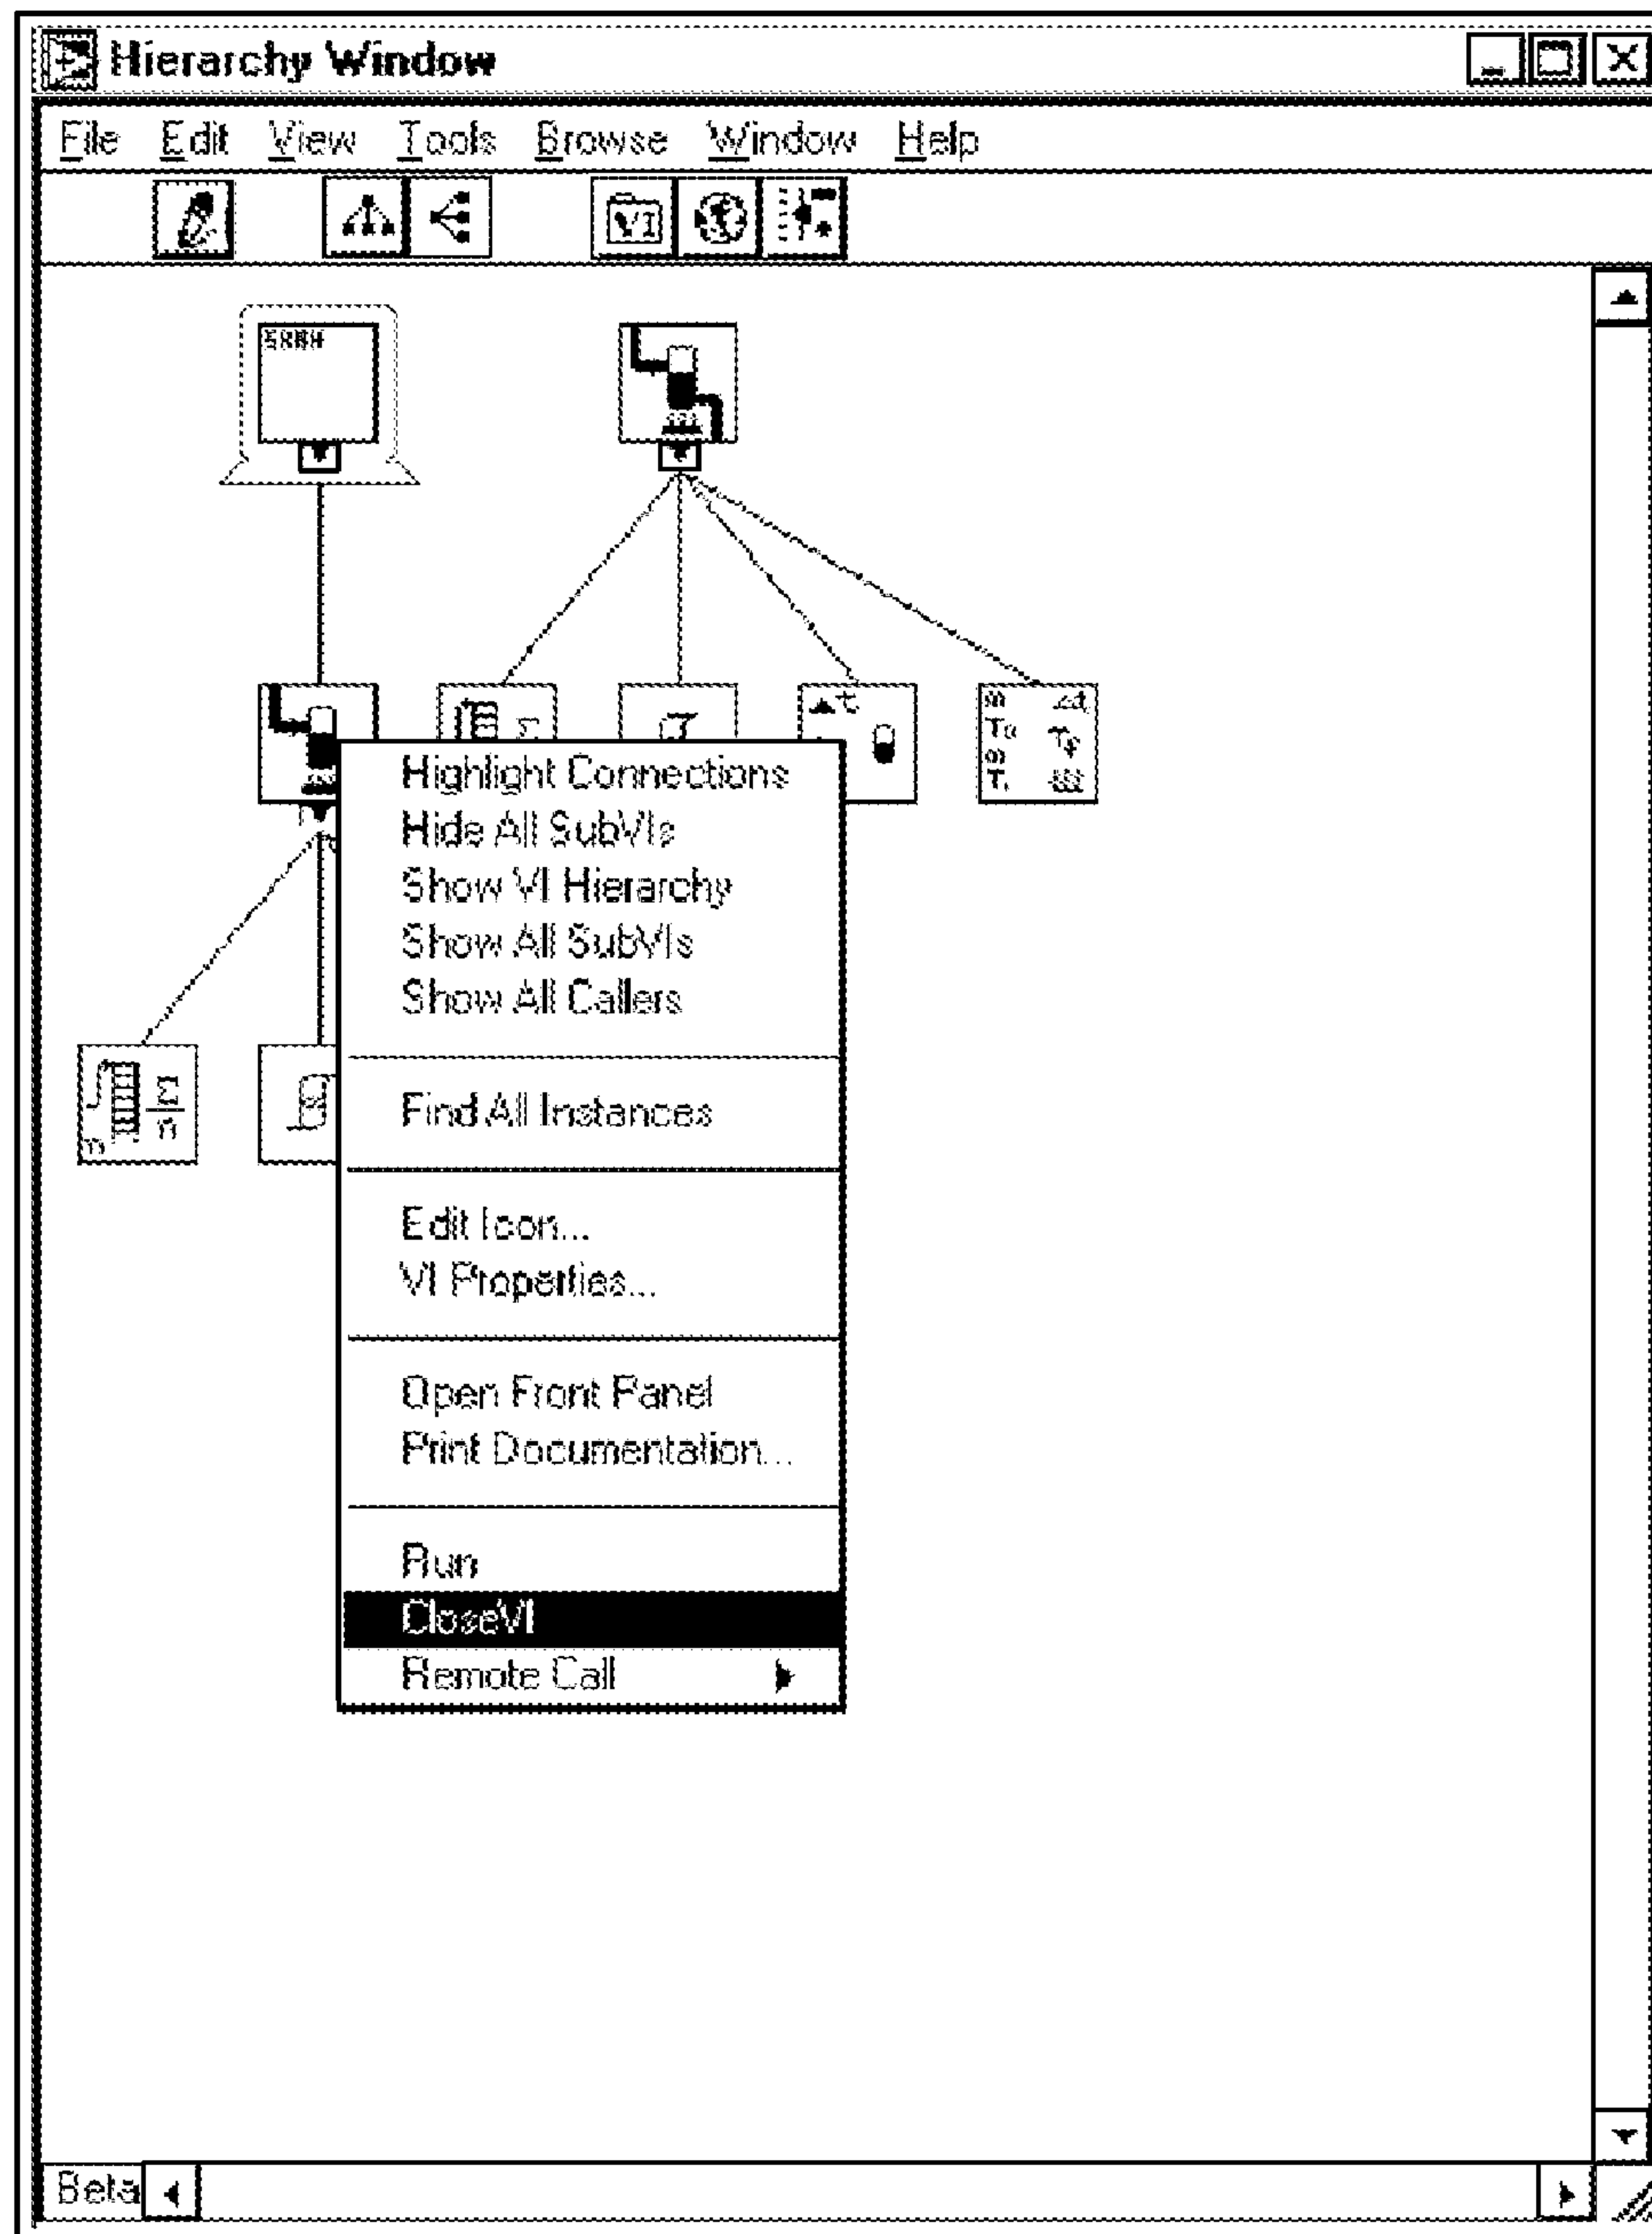 Hierarchy Window
File Edit View Tools Browse Window Help
VI
Highlight Connections
Hide All SubVIs
Show VI Hierarchy
Show All SubVIs
Show All Callers
Find All Instances
Edit Icon...
VI Properties...
Open Front Panel
Print Documentation...
Run
CloseVI
Remote Call
Beta